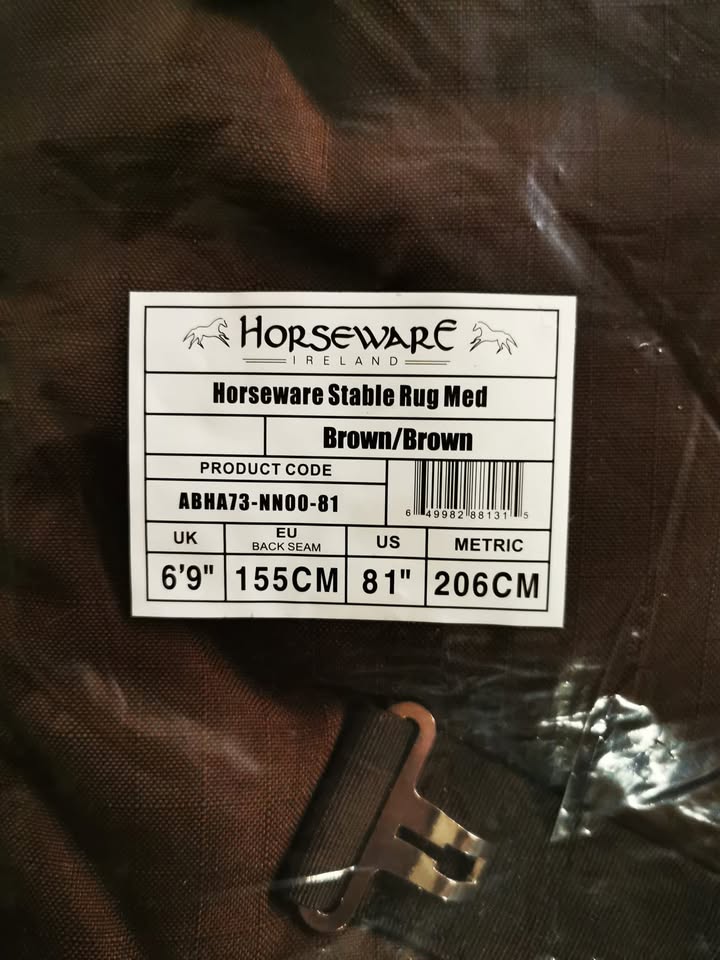 HORSEWARE
IRELAND
Horseware Stable Rug Med
Brown/Brown
PRODUCT CODE
ABHA73-NN00-81
6 49982 88131 5
UK EU BACK SEAM US METRIC
6'9" 155CM 81" 206CM